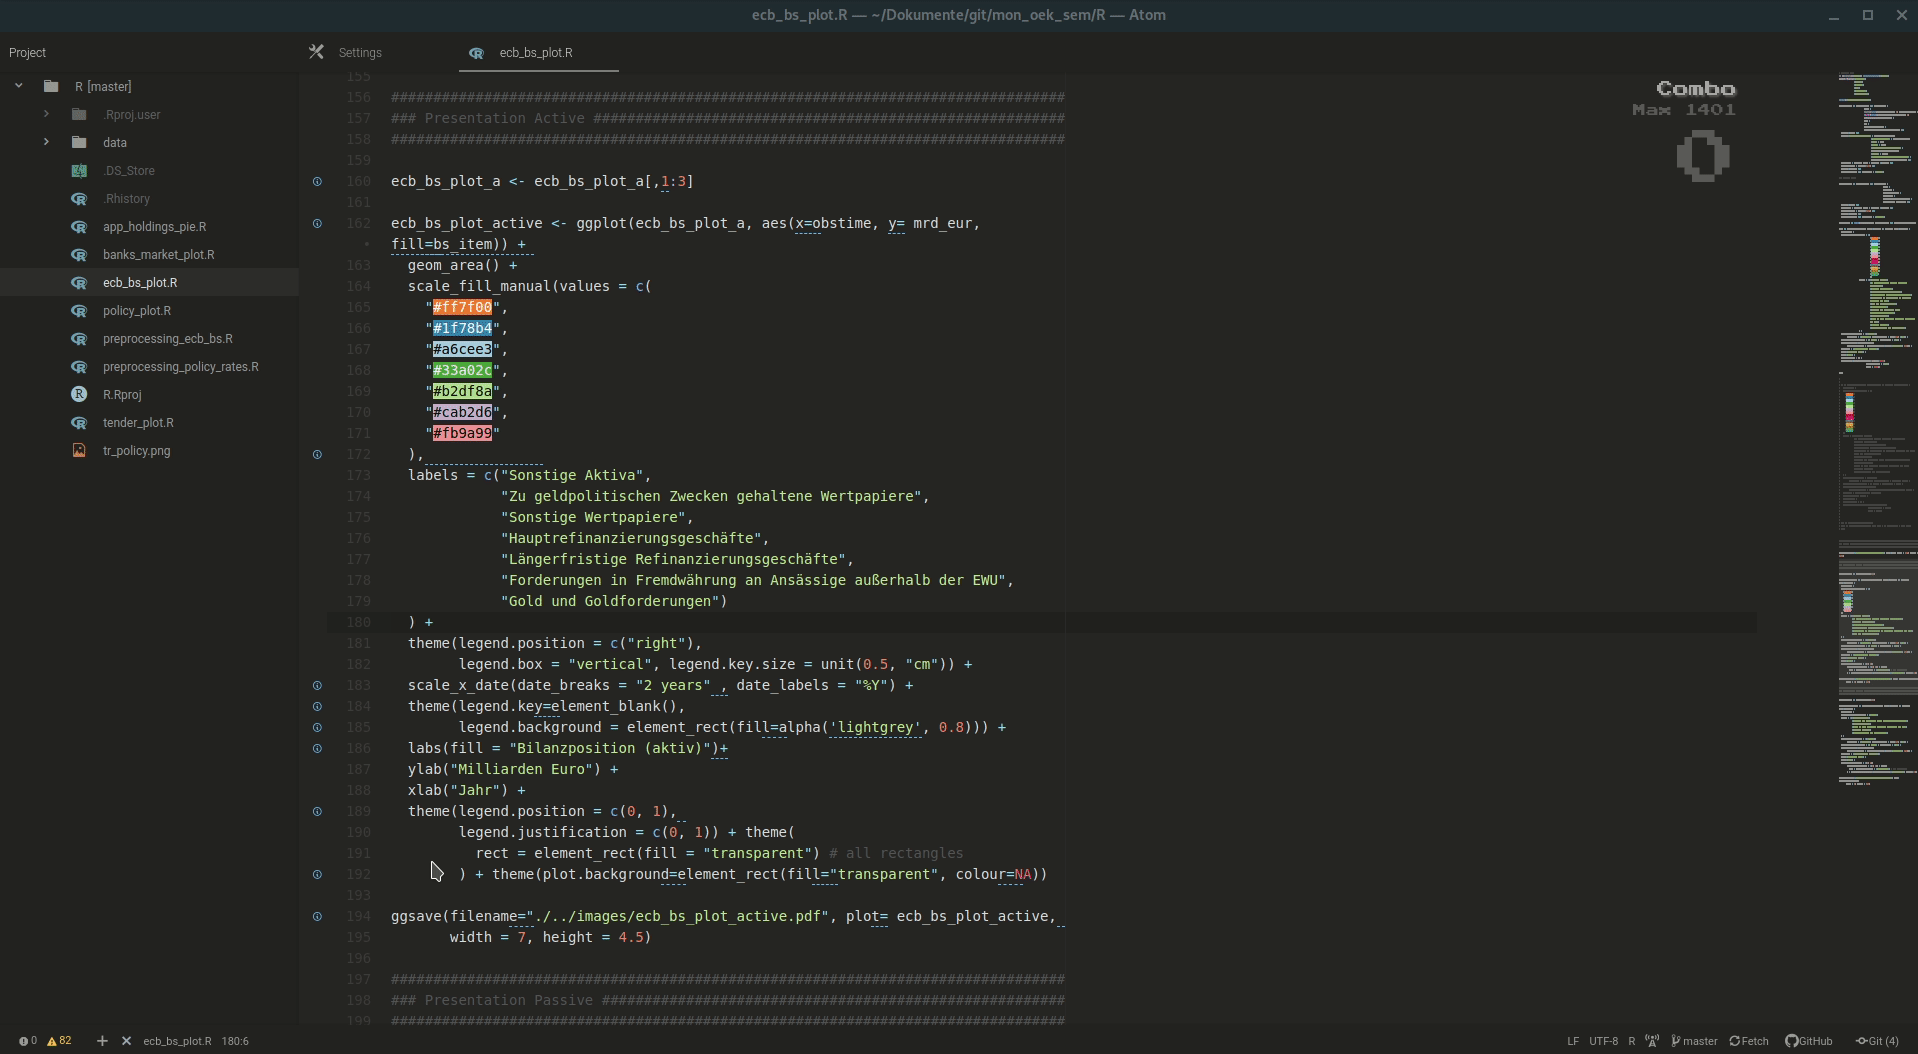 ecb_bs_plot.R — ~/Dokumente/git/mon_oek_sem/R — Atom
Project
Settings
ecb_bs_plot.R
R [master]
.Rproj.user
data
.DS_Store
.Rhistory
app_holdings_pie.R
banks_market_plot.R
ecb_bs_plot.R
policy_plot.R
preprocessing_ecb_bs.R
preprocessing_policy_rates.R
R.Rproj
tender_plot.R
tr_policy.png
155
156 ################################################################################
157 ### Presentation Active ########################################################
158 ################################################################################
159
160 ecb_bs_plot_a <- ecb_bs_plot_a[,1:3]
161
162 ecb_bs_plot_active <- ggplot(ecb_bs_plot_a, aes(x=obstime, y= mrd_eur,
• fill=bs_item)) +
163 geom_area() +
164 scale_fill_manual(values = c(
165 "#ff7f00",
166 "#1f78b4",
167 "#a6cee3",
168 "#33a02c",
169 "#b2df8a",
170 "#cab2d6",
171 "#fb9a99"
172 ),
173 labels = c("Sonstige Aktiva",
174 "Zu geldpolitischen Zwecken gehaltene Wertpapiere",
175 "Sonstige Wertpapiere",
176 "Hauptrefinanzierungsgeschäfte",
177 "Längerfristige Refinanzierungsgeschäfte",
178 "Forderungen in Fremdwährung an Ansässige außerhalb der EWU",
179 "Gold und Goldforderungen")
180 ) +
181 theme(legend.position = c("right"),
182 legend.box = "vertical", legend.key.size = unit(0.5, "cm")) +
183 scale_x_date(date_breaks = "2 years" , date_labels = "%Y") +
184 theme(legend.key=element_blank(),
185 legend.background = element_rect(fill=alpha('lightgrey', 0.8))) +
186 labs(fill = "Bilanzposition (aktiv)")+
187 ylab("Milliarden Euro") +
188 xlab("Jahr") +
189 theme(legend.position = c(0, 1),
190 legend.justification = c(0, 1)) + theme(
191 rect = element_rect(fill = "transparent") # all rectangles
192 ) + theme(plot.background=element_rect(fill="transparent", colour=NA))
193
194 ggsave(filename="./../images/ecb_bs_plot_active.pdf", plot= ecb_bs_plot_active,
195 width = 7, height = 4.5)
196
197 ################################################################################
198 ### Presentation Passive #######################################################
199 ################################################################################
Combo
Max 1401
0
0 82 + × ecb_bs_plot.R 180:6
LF UTF-8 R master Fetch GitHub Git (4)